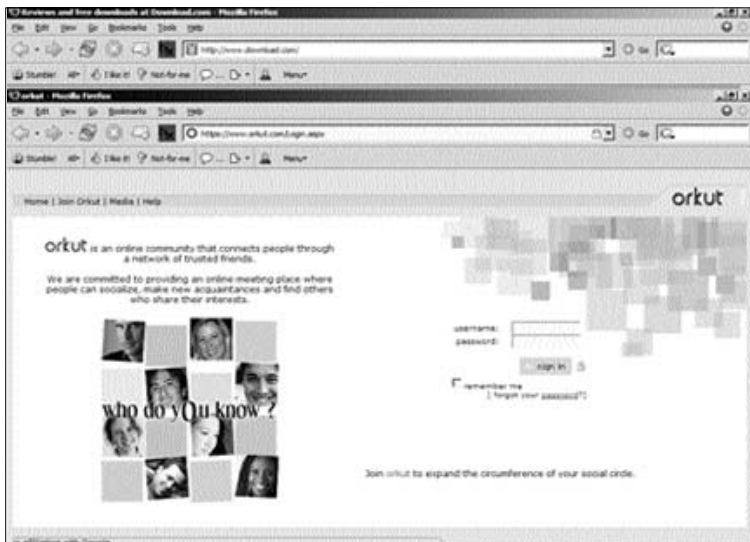 Reviews and free downloads at Download.com - Mozilla Firefox
File Edit View Go Bookmarks Tools Help
http://www.download.com/ Go
Stumble! All I like it! Not-for-me Menu
orkut - Mozilla Firefox
File Edit View Go Bookmarks Tools Help
https://www.orkut.com/Login.aspx Go
Stumble! All I like it! Not-for-me Menu
Home | Join Orkut | Media | Help
orkut
orkut is an online community that connects people through
a network of trusted friends.
We are committed to providing an online meeting place where
people can socialize, make new acquaintances and find others
who share their interests.
who do you know ?
username:
password:
sign in
remember me
[ forgot your password?]
Join orkut to expand the circumference of your social circle.
in affiliation with Google